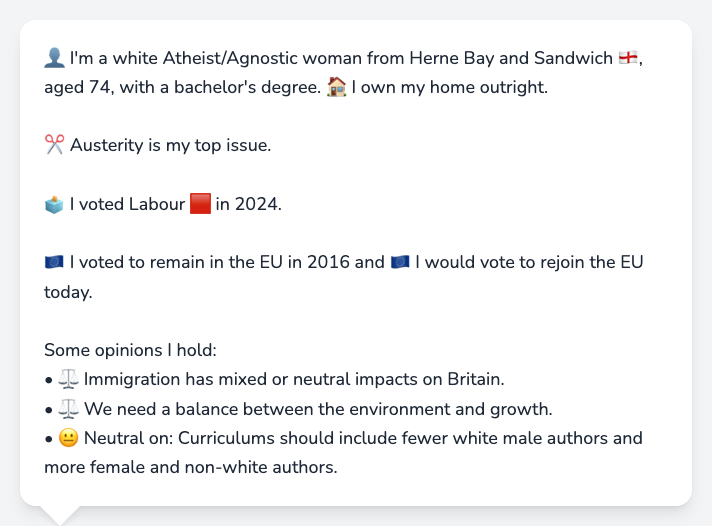 👤 I'm a white Atheist/Agnostic woman from Herne Bay and Sandwich 🏴󠁧󠁢󠁥󠁮󠁧󠁿,
aged 74, with a bachelor's degree. 🏠 I own my home outright.
✂️ Austerity is my top issue.
🗳️ I voted Labour 🟥 in 2024.
🇪🇺 I voted to remain in the EU in 2016 and 🇪🇺 I would vote to rejoin the EU
today.
Some opinions I hold:
• ⚖️ Immigration has mixed or neutral impacts on Britain.
• ⚖️ We need a balance between the environment and growth.
• 😐 Neutral on: Curriculums should include fewer white male authors and
more female and non-white authors.